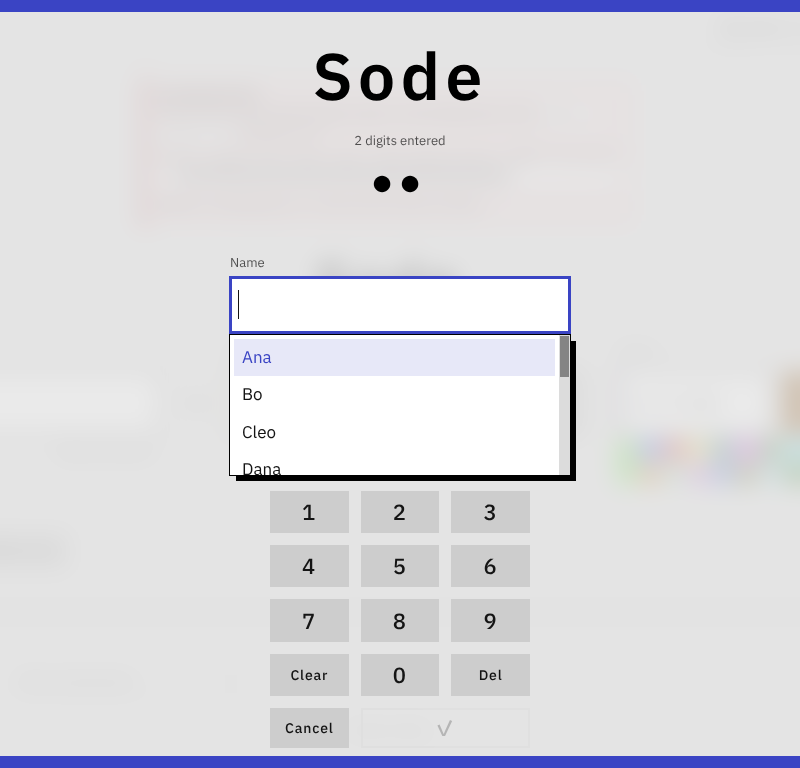 Sode
2 digits entered
Name
Ana
Bo
Cleo
Dana
1 2 3
4 5 6
7 8 9
Clear 0 Del
Cancel √